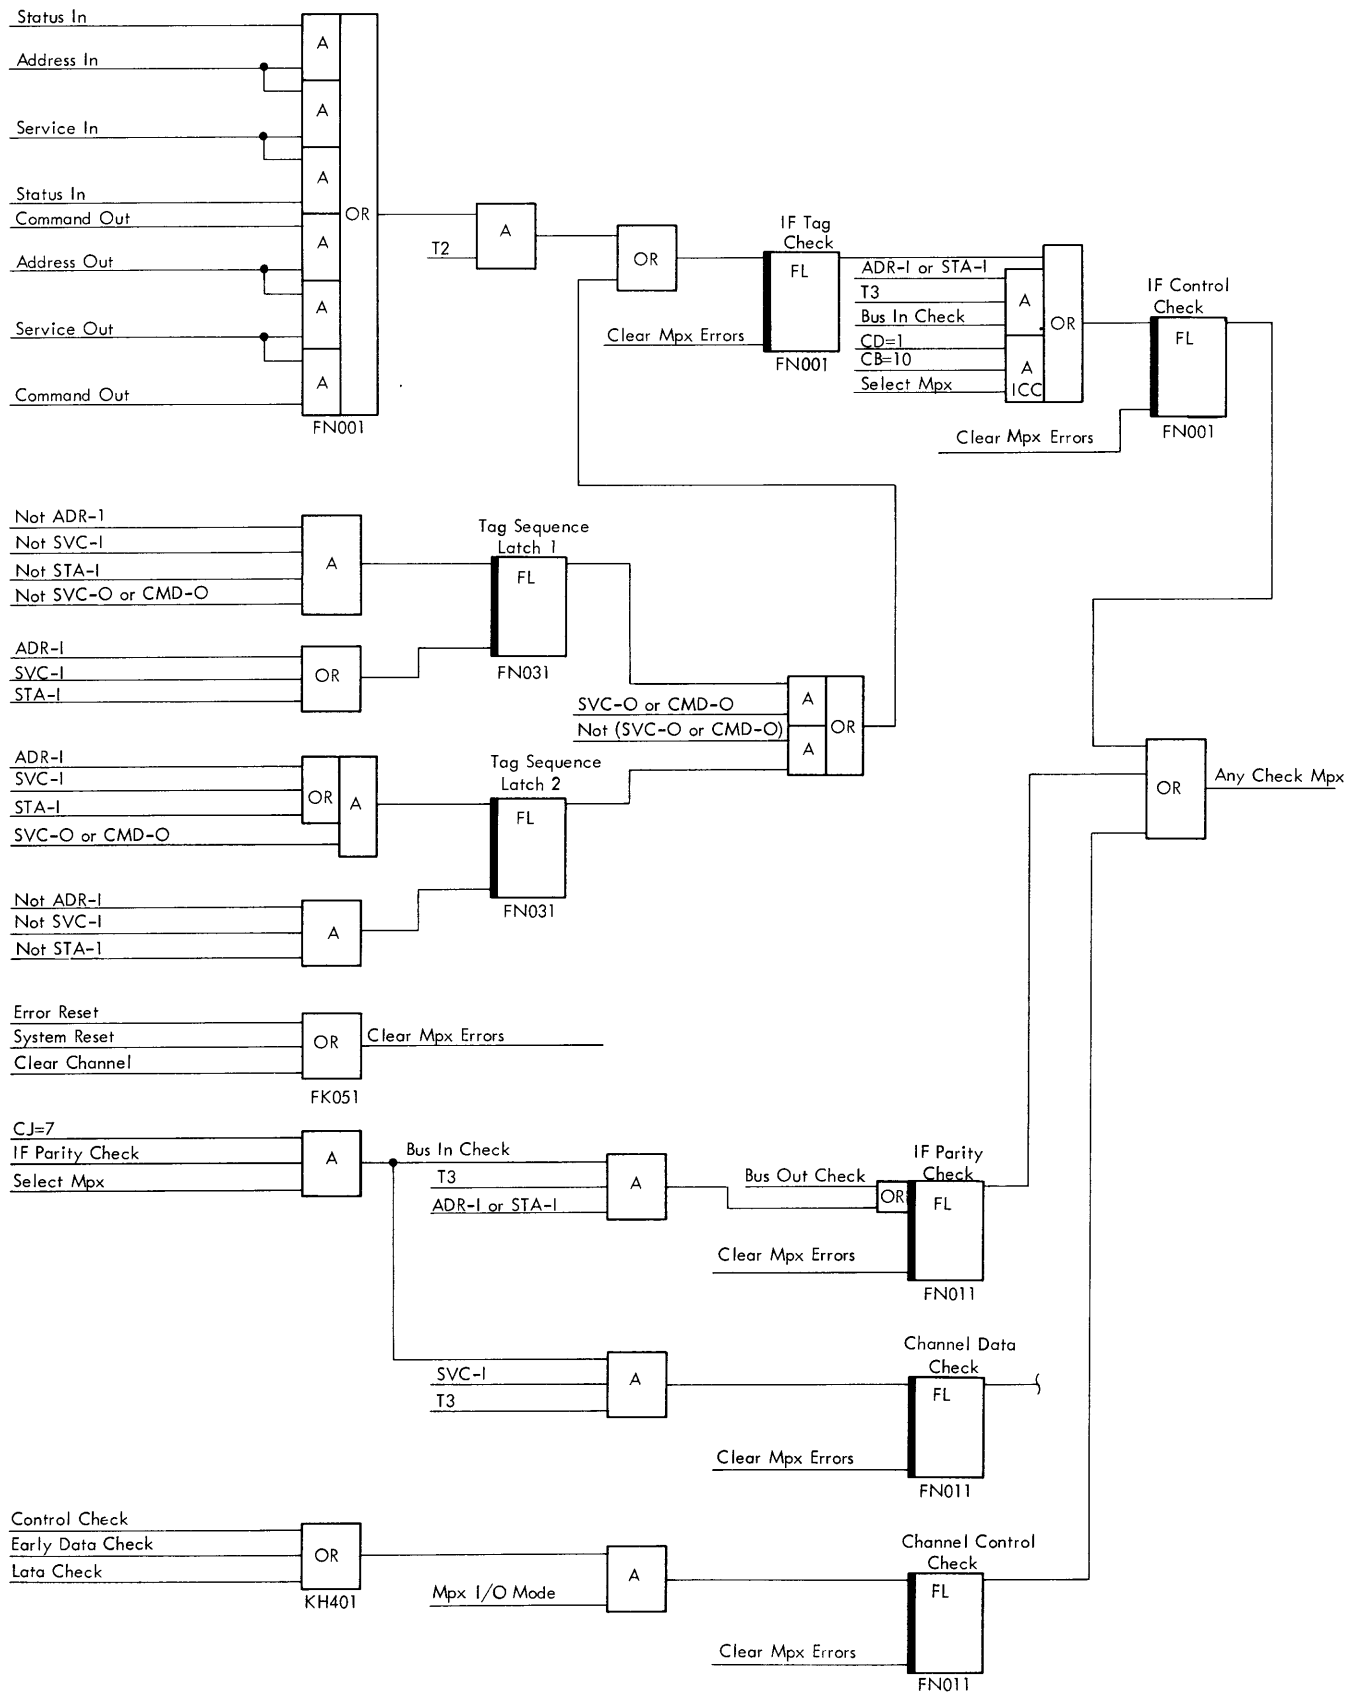 Status In
A
Address In
A
Service In
A
Status In
Command Out
OR
A
Address Out
A
Service Out
A
Command Out
FN001
T2
A
OR
IF Tag
Check
FL
Clear Mpx Errors
FN001
ADR-I or STA-I
T3
A
Bus In Check
OR
CD=1
CB=10
A
Select Mpx
ICC
IF Control
Check
FL
Clear Mpx Errors
FN001
Not ADR-1
Not SVC-I
Not STA-I
Not SVC-O or CMD-O
A
Tag Sequence
Latch 1
FL
FN031
ADR-I
SVC-I
STA-I
OR
SVC-O or CMD-O
A
Not (SVC-O or CMD-O)
A
OR
ADR-I
SVC-I
STA-I
OR
A
SVC-O or CMD-O
Tag Sequence
Latch 2
FL
FN031
Not ADR-I
Not SVC-I
Not STA-1
A
OR
Any Check Mpx
Error Reset
System Reset
Clear Channel
OR
Clear Mpx Errors
FK051
CJ=7
IF Parity Check
Select Mpx
A
Bus In Check
T3
ADR-I or STA-I
A
Bus Out Check
OR
IF Parity
Check
FL
Clear Mpx Errors
FN011
SVC-I
T3
A
Channel Data
Check
FL
Clear Mpx Errors
FN011
Control Check
Early Data Check
Lata Check
OR
KH401
Mpx I/O Mode
A
Channel Control
Check
FL
Clear Mpx Errors
FN011